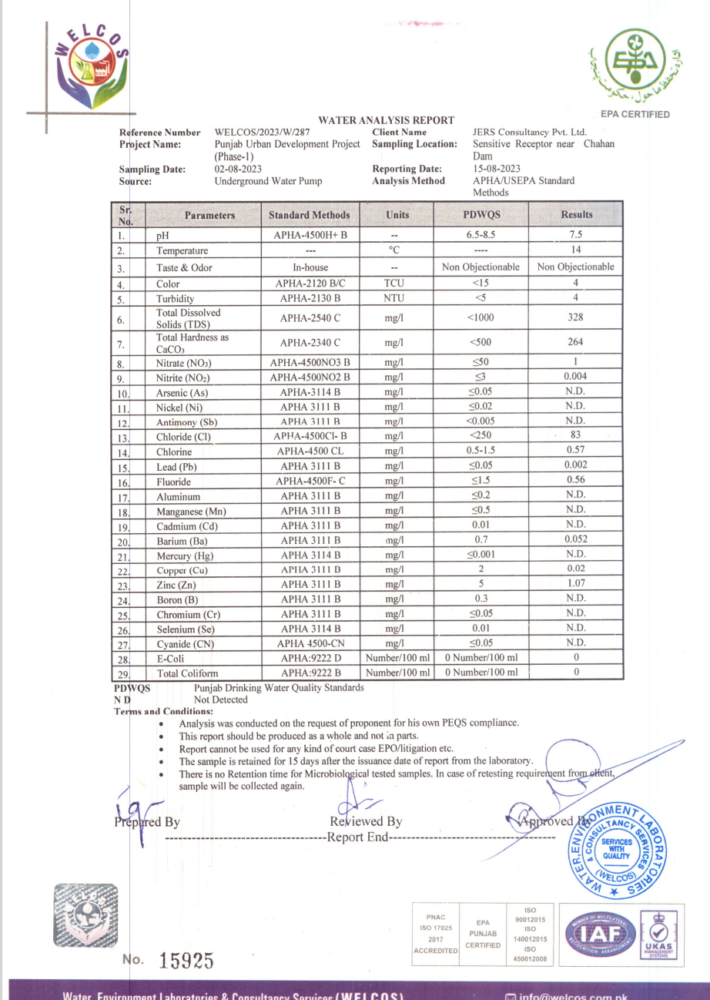 WELCOS
EPA
ادارہ تحفظ ماحول، حکومت پنجاب
EPA CERTIFIED
WATER ANALYSIS REPORT
Reference Number WELCOS/2023/W/287 Client Name JERS Consultancy Pvt. Ltd.
Project Name: Punjab Urban Development Project Sampling Location: Sensitive Receptor near Chahan
(Phase-1) Dam
Sampling Date: 02-08-2023 Reporting Date: 15-08-2023
Source: Underground Water Pump Analysis Method APHA/USEPA Standard
Methods
Sr. No. Parameters Standard Methods Units PDWQS Results
1. pH APHA-4500H+ B -- 6.5-8.5 7.5
2. Temperature --- °C ---- 14
3. Taste & Odor In-house -- Non Objectionable Non Objectionable
4. Color APHA-2120 B/C TCU <15 4
5. Turbidity APHA-2130 B NTU <5 4
6. Total Dissolved Solids (TDS) APHA-2540 C mg/l <1000 328
7. Total Hardness as CaCO₃ APHA-2340 C mg/l <500 264
8. Nitrate (NO₃) APHA-4500NO3 B mg/l ≤50 1
9. Nitrite (NO₂) APHA-4500NO2 B mg/l ≤3 0.004
10. Arsenic (As) APHA-3114 B mg/l ≤0.05 N.D.
11. Nickel (Ni) APHA 3111 B mg/l ≤0.02 N.D.
12. Antimony (Sb) APHA 3111 B mg/l <0.005 N.D.
13. Chloride (Cl) APHA-4500Cl- B mg/l <250 83
14. Chlorine APHA-4500 CL mg/l 0.5-1.5 0.57
15. Lead (Pb) APHA 3111 B mg/l ≤0.05 0.002
16. Fluoride APHA-4500F- C mg/l ≤1.5 0.56
17. Aluminum APHA 3111 B mg/l ≤0.2 N.D.
18. Manganese (Mn) APHA 3111 B mg/l ≤0.5 N.D.
19. Cadmium (Cd) APHA 3111 B mg/l 0.01 N.D.
20. Barium (Ba) APHA 3111 B mg/l 0.7 0.052
21. Mercury (Hg) APHA 3114 B mg/l ≤0.001 N.D.
22. Copper (Cu) APHA 3111 B mg/l 2 0.02
23. Zinc (Zn) APHA 3111 B mg/l 5 1.07
24. Boron (B) APHA 3111 B mg/l 0.3 N.D.
25. Chromium (Cr) APHA 3111 B mg/l ≤0.05 N.D.
26. Selenium (Se) APHA 3114 B mg/l 0.01 N.D.
27. Cyanide (CN) APHA 4500-CN mg/l ≤0.05 N.D.
28. E-Coli APHA:9222 D Number/100 ml 0 Number/100 ml 0
29. Total Coliform APHA:9222 B Number/100 ml 0 Number/100 ml 0
PDWQS Punjab Drinking Water Quality Standards
N D Not Detected
Terms and Conditions:
• Analysis was conducted on the request of proponent for his own PEQS compliance.
• This report should be produced as a whole and not in parts.
• Report cannot be used for any kind of court case EPO/litigation etc.
• The sample is retained for 15 days after the issuance date of report from the laboratory.
• There is no Retention time for Microbiological tested samples. In case of retesting requirement from client,
sample will be collected again.
Prepared By Reviewed By Approved By
----------Report End----------
WATER, ENVIRONMENT LABORATORIES
& CONSULTANCY SERVICES
SERVICES
WITH
QUALITY
(WELCOS)
WELCOS
No. 15925
PNAC
ISO 17025
2017
ACCREDITED
EPA
PUNJAB
CERTIFIED
ISO
90012015
ISO
140012015
ISO
450012008
MEMBER OF MULTILATERAL
IAF
RECOGNITION ARRANGEMENT
UKAS
MANAGEMENT
SYSTEMS
Water, Environment Laboratories & Consultancy Services (WELCOS)
info@welcos.com.pk